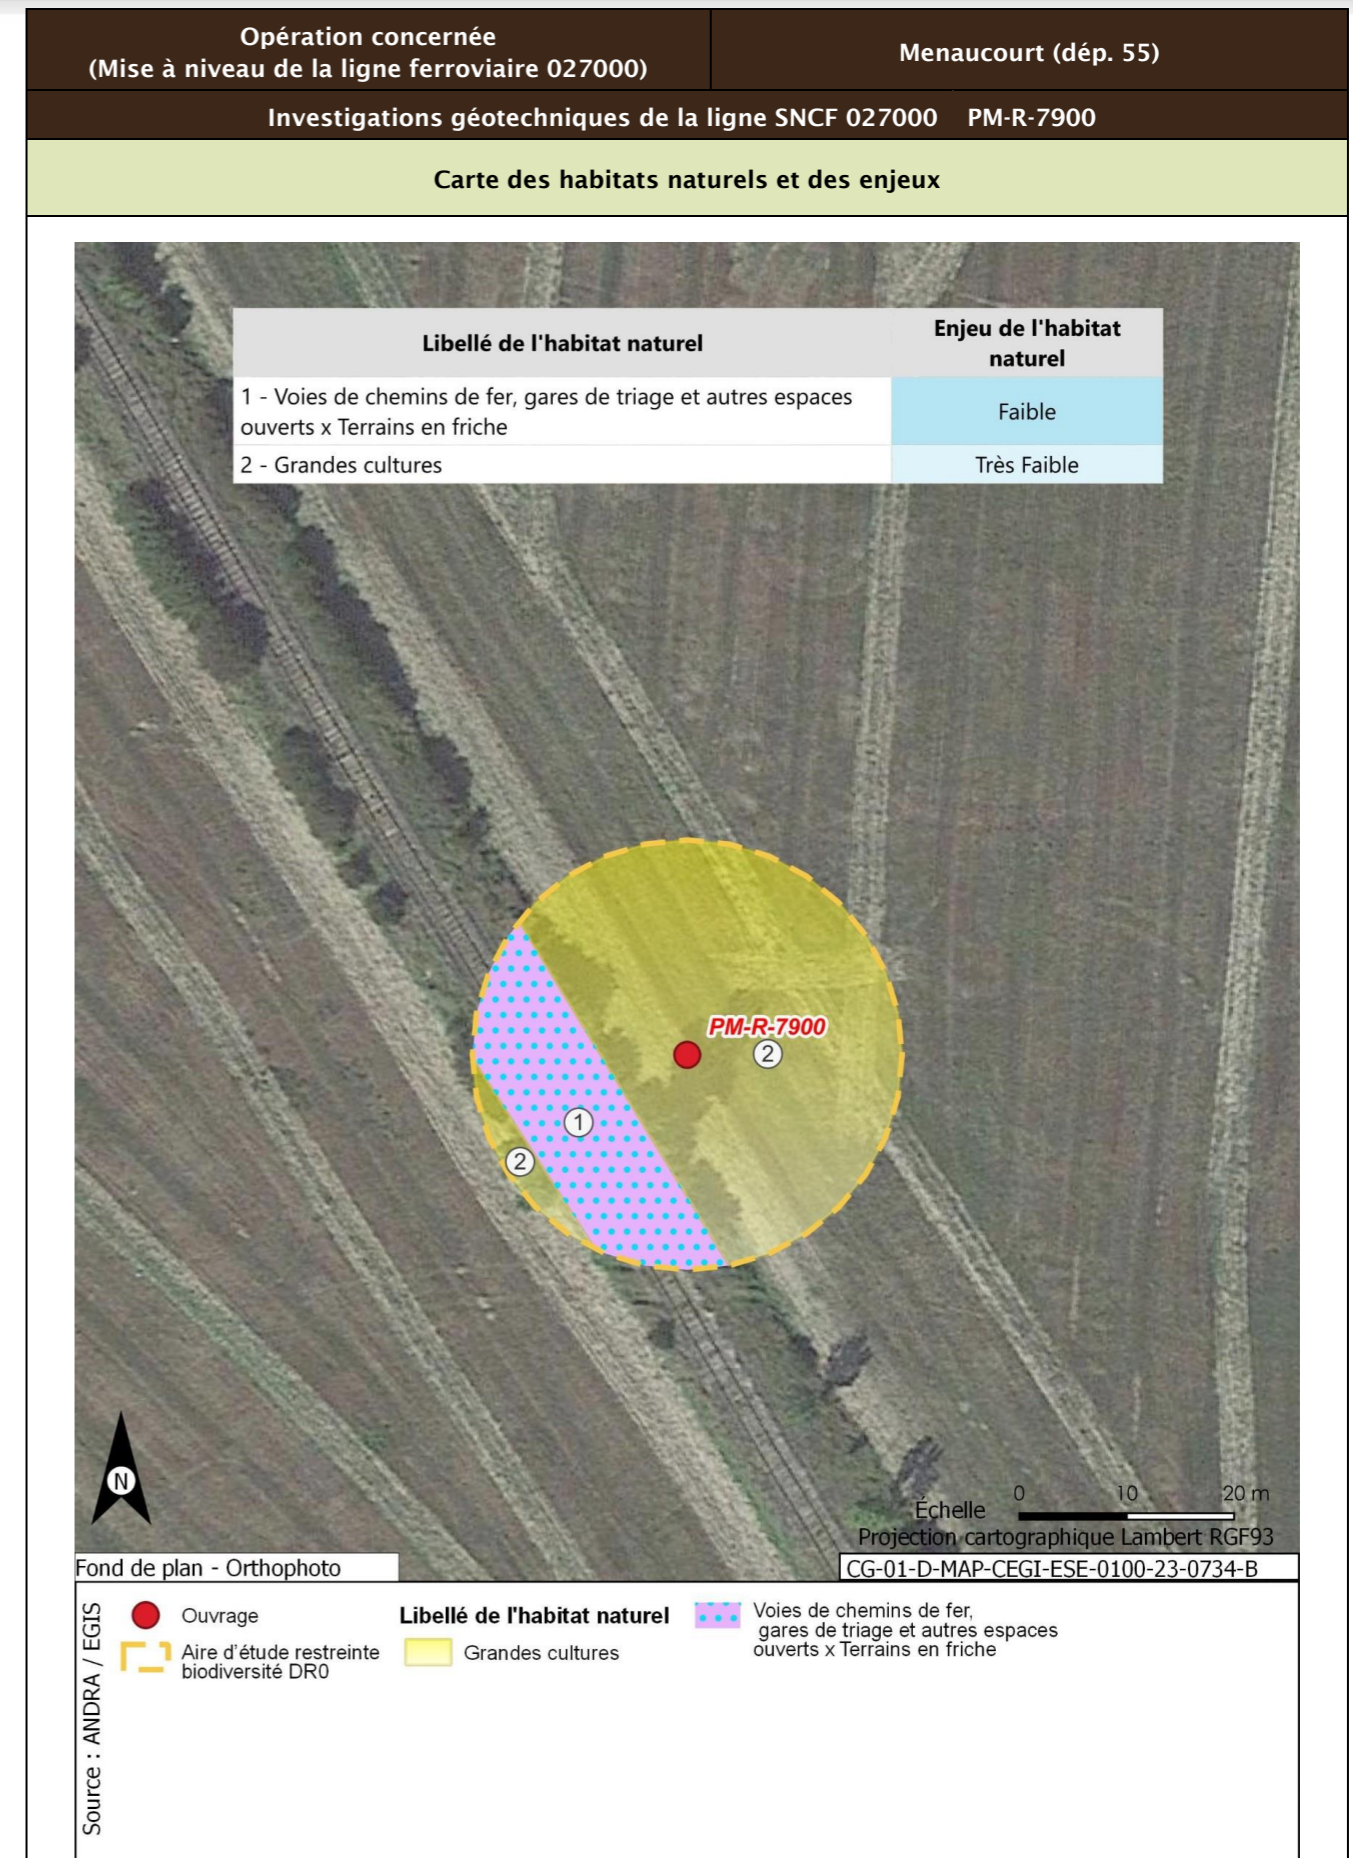 Opération concernée
(Mise à niveau de la ligne ferroviaire 027000)
Menaucourt (dép. 55)
Investigations géotechniques de la ligne SNCF 027000 PM-R-7900
Carte des habitats naturels et des enjeux
Libellé de l'habitat naturel
Enjeu de l'habitat
naturel
1 - Voies de chemins de fer, gares de triage et autres espaces
ouverts x Terrains en friche
Faible
2 - Grandes cultures
Très Faible
PM-R-7900
2
1
2
N
0 10 20 m
Échelle
Projection cartographique Lambert RGF93
Fond de plan - Orthophoto
CG-01-D-MAP-CEGI-ESE-0100-23-0734-B
Source : ANDRA / EGIS
Ouvrage
Aire d'étude restreinte
biodiversité DR0
Libellé de l'habitat naturel
Grandes cultures
Voies de chemins de fer,
gares de triage et autres espaces
ouverts x Terrains en friche